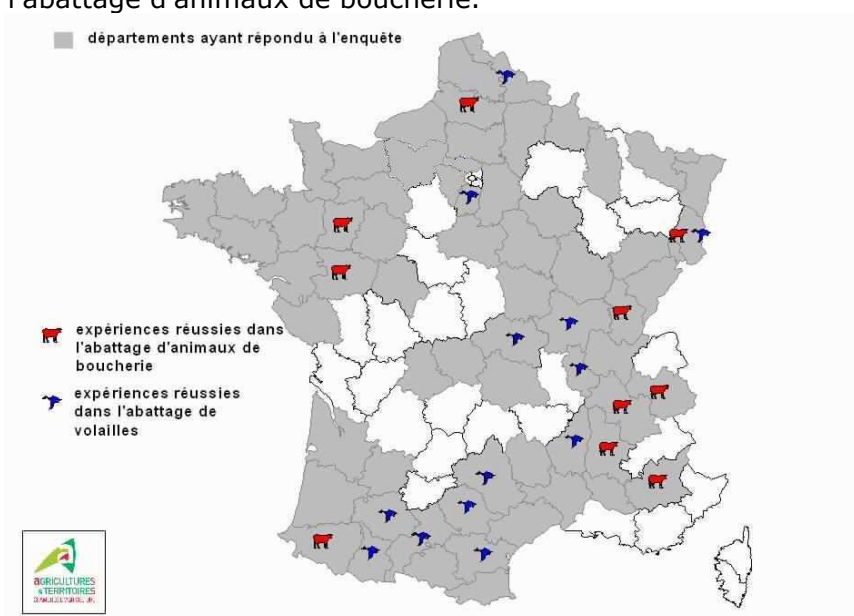 l'abattage d'animaux de boucherie.
départements ayant répondu à l'enquête
expériences réussies dans
l'abattage d'animaux de
boucherie
expériences réussies
dans l'abattage de
volailles
AGRICULTURES
& TERRITOIRES